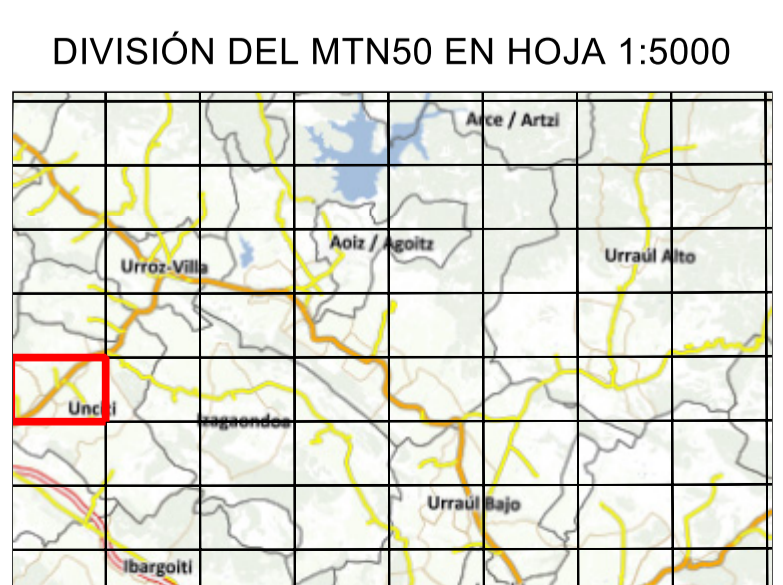 DIVISIÓN DEL MTN50 EN HOJA 1:5000
Arce / Artzi
Aoiz / Agoitz
Urraúl Alto
Urroz-Villa
Unciti
Izagaondoa
Urraúl Bajo
Ibargoiti